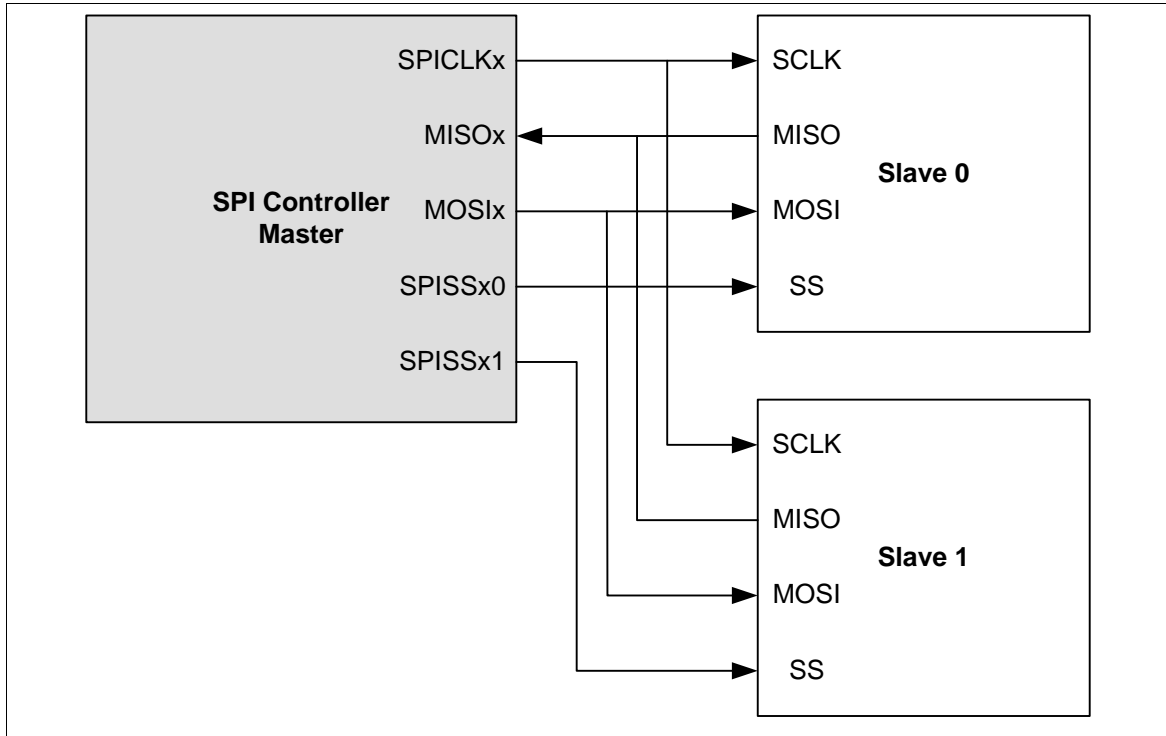 SPI Controller
Master
SPICLKx
MISOx
MOSIx
SPISSx0
SPISSx1
SCLK
MISO
MOSI
SS
Slave 0
SCLK
MISO
MOSI
SS
Slave 1